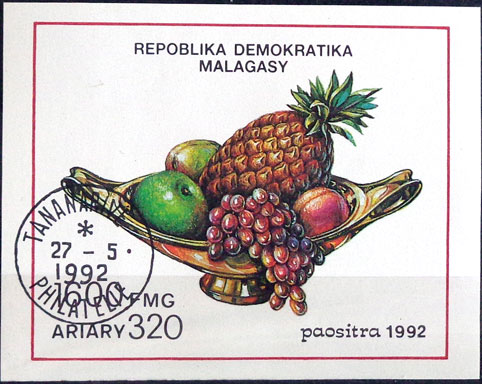 REPOBLIKA DEMOKRATIKA
MALAGASY
TANANARIVE
*
27 - 5 ·
1992
PHILATELIE
1600 FMG
ARIARY 320
paositra 1992